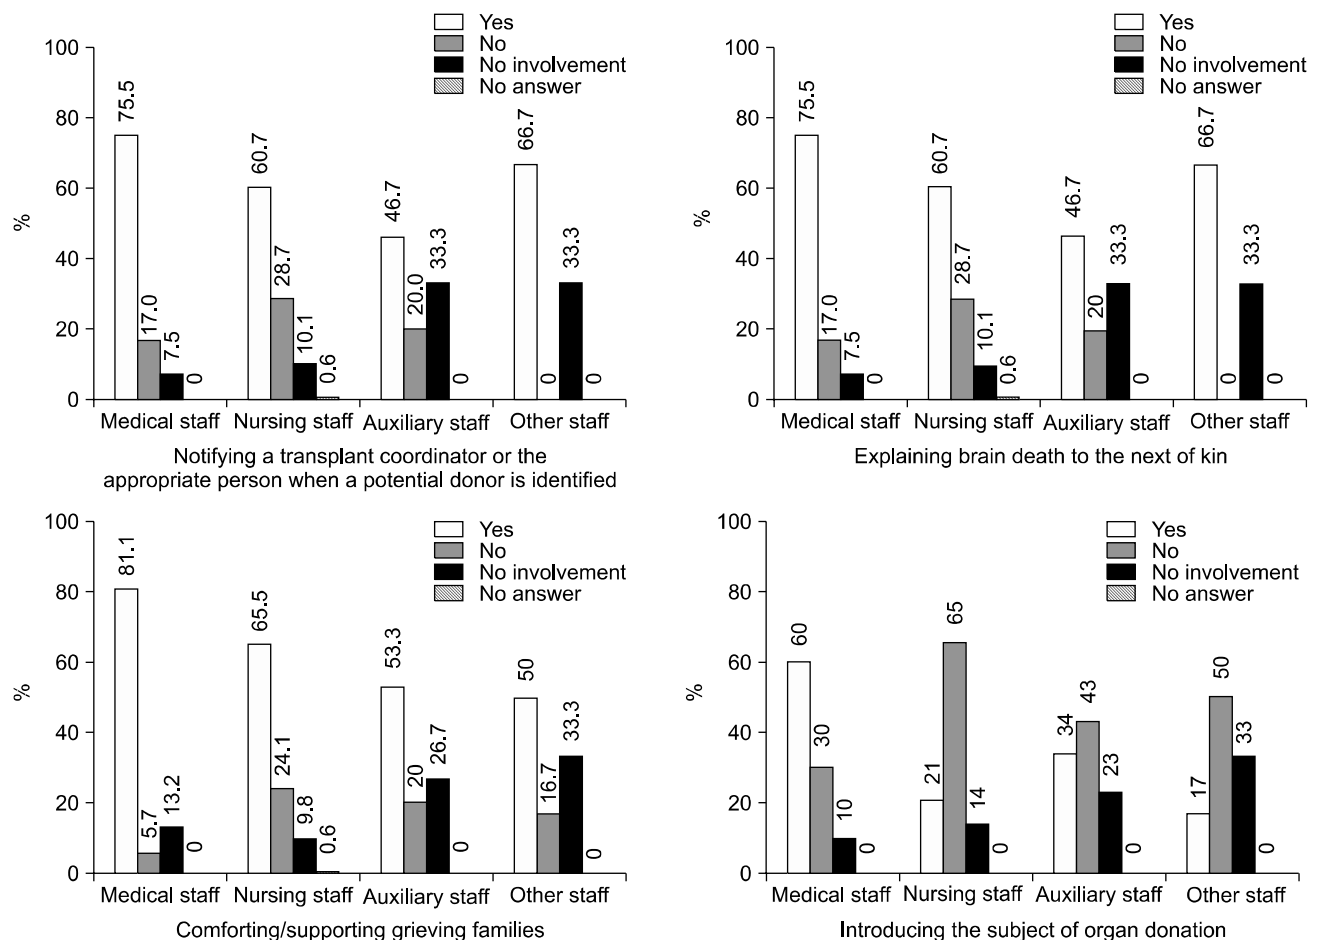 Yes
No
No involvement
No answer
100
80
60
40
20
0
%
75.5
17.0
7.5
0
60.7
28.7
10.1
0.6
46.7
20.0
33.3
0
66.7
0
33.3
0
Medical staff
Nursing staff
Auxiliary staff
Other staff
Notifying a transplant coordinator or the
appropriate person when a potential donor is identified
Yes
No
No involvement
No answer
100
80
60
40
20
0
%
75.5
17.0
7.5
0
60.7
28.7
10.1
0.6
46.7
20
33.3
0
66.7
0
33.3
0
Medical staff
Nursing staff
Auxiliary staff
Other staff
Explaining brain death to the next of kin
Yes
No
No involvement
No answer
100
80
60
40
20
0
%
81.1
5.7
13.2
0
65.5
24.1
9.8
0.6
53.3
20
26.7
0
50
16.7
33.3
0
Medical staff
Nursing staff
Auxiliary staff
Other staff
Comforting/supporting grieving families
Yes
No
No involvement
No answer
100
80
60
40
20
0
%
60
30
10
0
21
65
14
0
34
43
23
0
17
50
33
0
Medical staff
Nursing staff
Auxiliary staff
Other staff
Introducing the subject of organ donation